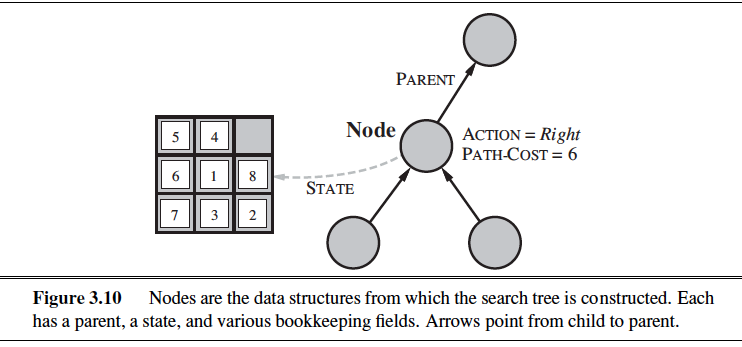 PARENT
Node
ACTION = Right
PATH-COST = 6
5 4
6 1 8
STATE
7 3 2
Figure 3.10 Nodes are the data structures from which the search tree is constructed. Each
has a parent, a state, and various bookkeeping fields. Arrows point from child to parent.